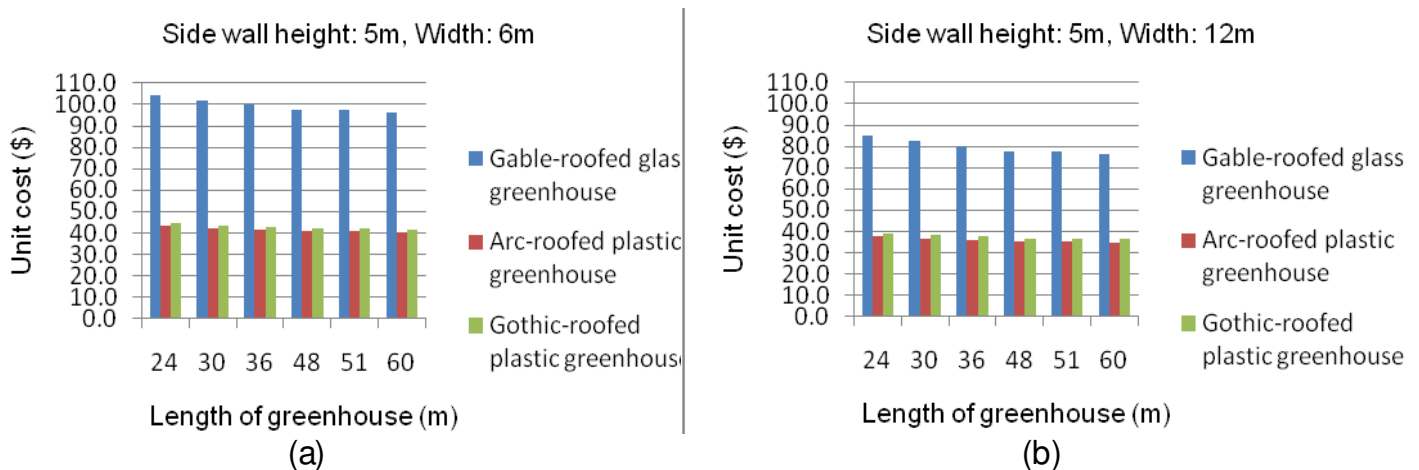 Side wall height: 5m, Width: 6m
110.0
100.0
90.0
80.0
70.0
60.0
50.0
40.0
30.0
20.0
10.0
0.0
Unit cost ($)
24 30 36 48 51 60
Length of greenhouse (m)
Gable-roofed glas
greenhouse
Arc-roofed plastic
greenhouse
Gothic-roofed
plastic greenhouse
(a)
Side wall height: 5m, Width: 12m
110.0
100.0
90.0
80.0
70.0
60.0
50.0
40.0
30.0
20.0
10.0
0.0
Unit cost ($)
24 30 36 48 51 60
Length of greenhouse (m)
Gable-roofed glass
greenhouse
Arc-roofed plastic
greenhouse
Gothic-roofed
plastic greenhouse
(b)